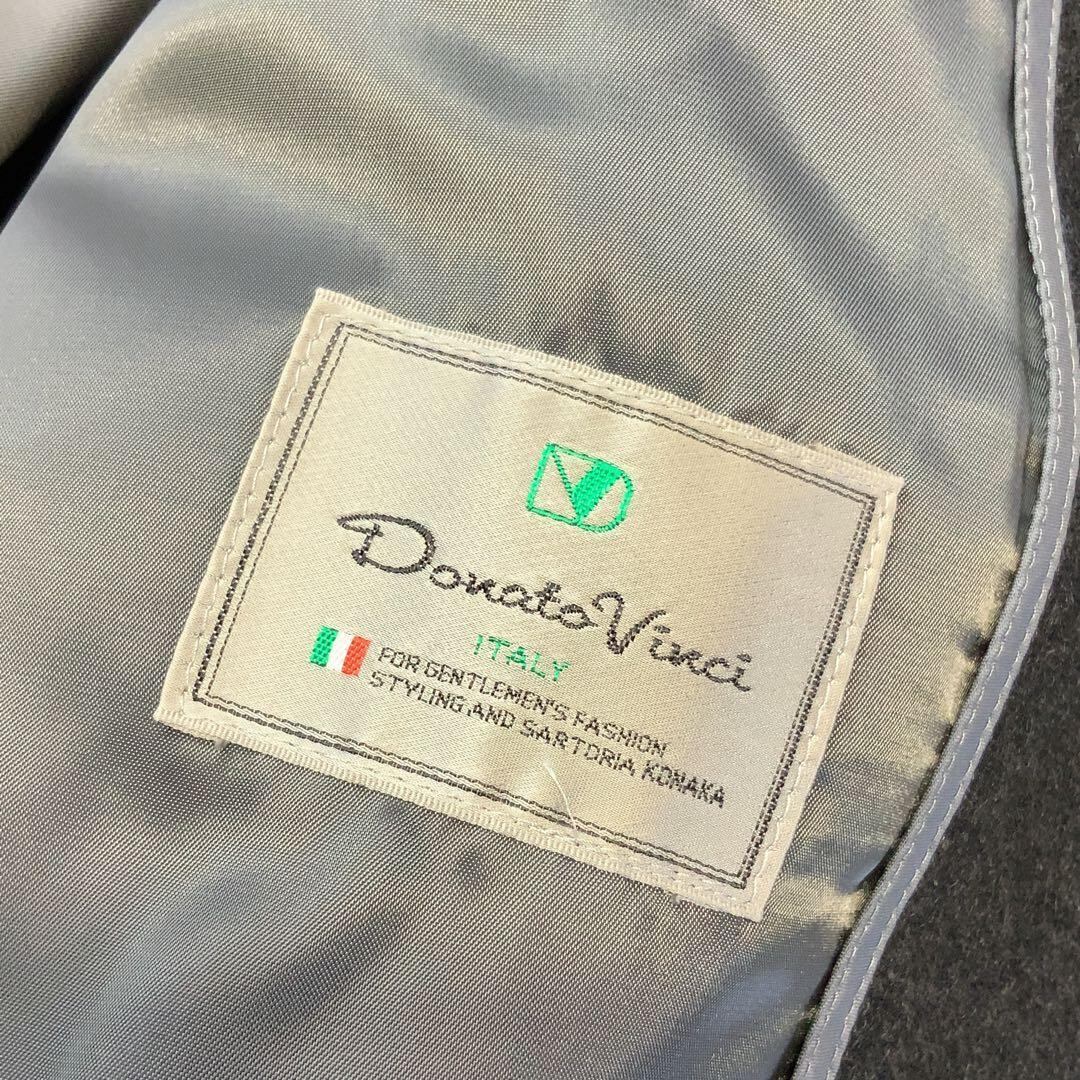 Donato Vinci
ITALY
FOR GENTLEMEN'S FASHION
STYLING AND SARTORIA KONAKA